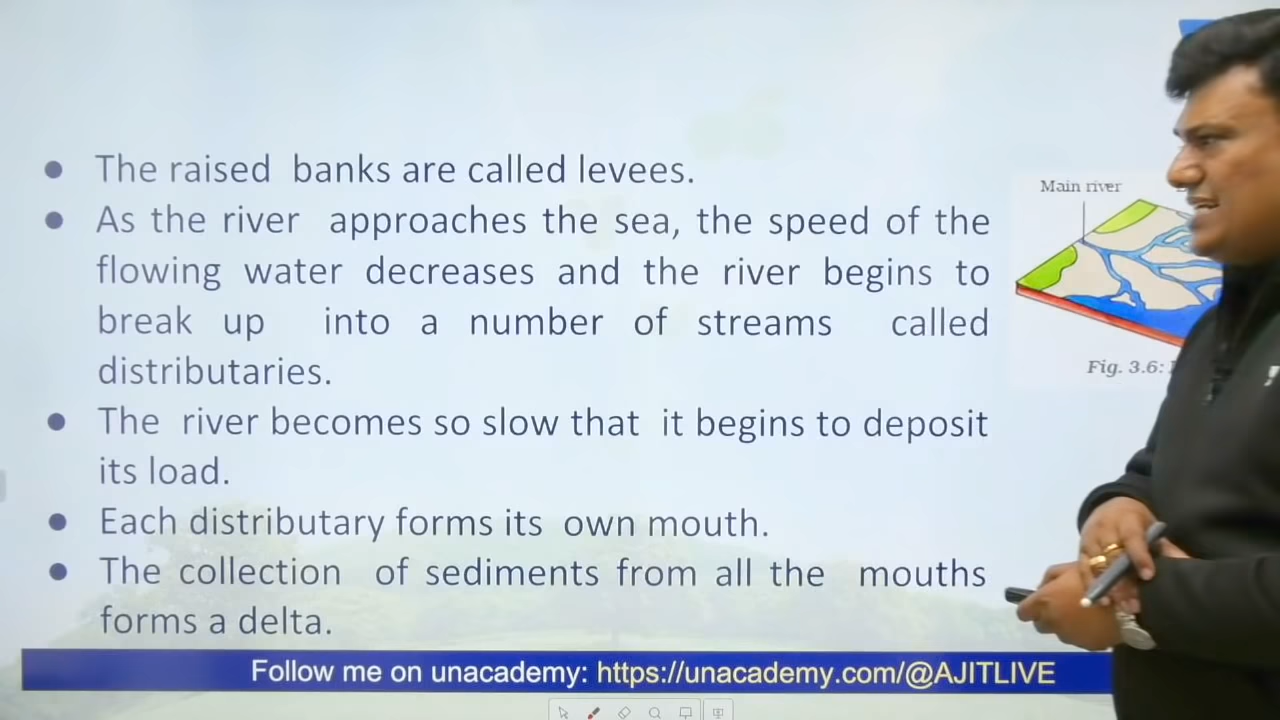 The raised banks are called levees.
As the river approaches the sea, the speed of the
flowing water decreases and the river begins to
break up into a number of streams called
distributaries.
The river becomes so slow that it begins to deposit
its load.
Each distributary forms its own mouth.
The collection of sediments from all the mouths
forms a delta.
Main river
Fig. 3.6:
Follow me on unacademy: https://unacademy.com/@AJITLIVE